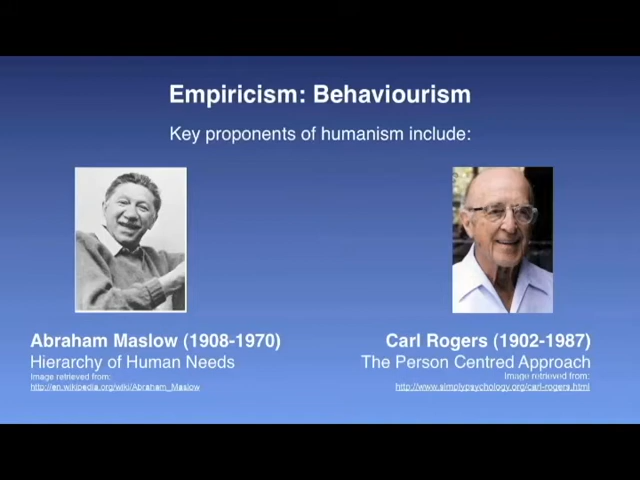 Empiricism: Behaviourism
Key proponents of humanism include:
Abraham Maslow (1908-1970)
Hierarchy of Human Needs
Image retrieved from:
http://en.wikipedia.org/wiki/Abraham_Maslow
Carl Rogers (1902-1987)
The Person Centred Approach
Image retrieved from:
http://www.simplypsychology.org/carl-rogers.html